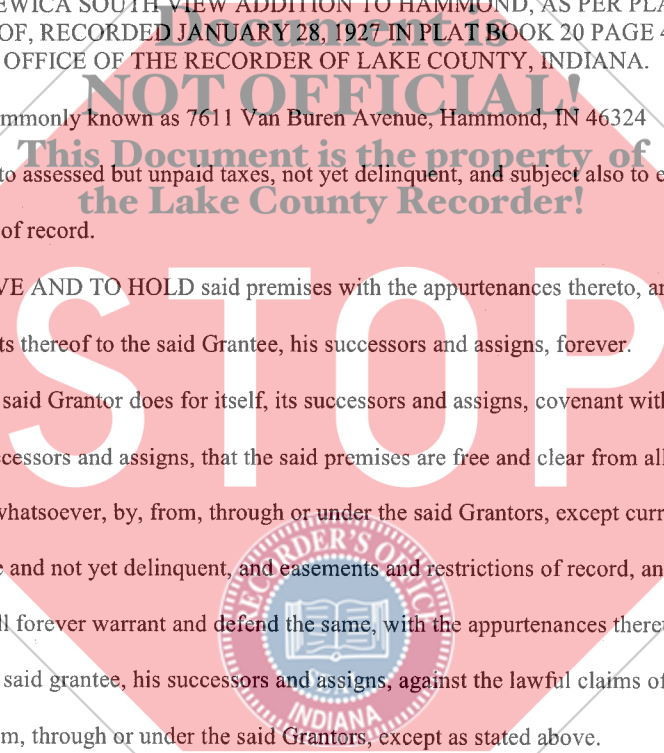 EWICA SOUTH VIEW ADDITION TO HAMMOND, AS PER PLA
OF, RECORDED JANUARY 28, 1927 IN PLAT BOOK 20 PAGE 4
OFFICE OF THE RECORDER OF LAKE COUNTY, INDIANA.
Document is
NOT OFFICIAL!
mmonly known as 7611 Van Buren Avenue, Hammond, IN 46324
This Document is the property of
to assessed but unpaid taxes, not yet delinquent, and subject also to e
the Lake County Recorder!
of record.
VE AND TO HOLD said premises with the appurtenances thereto, an
STOP
ts thereof to the said Grantee, his successors and assigns, forever.
said Grantor does for itself, its successors and assigns, covenant with
ccessors and assigns, that the said premises are free and clear from all
whatsoever, by, from, through or under the said Grantors, except curr
e and not yet delinquent, and easements and restrictions of record, an
RECORDER'S OFFICE
ll forever warrant and defend the same, with the appurtenances theret
said grantee, his successors and assigns, against the lawful claims of
INDIANA
m, through or under the said Grantors, except as stated above.